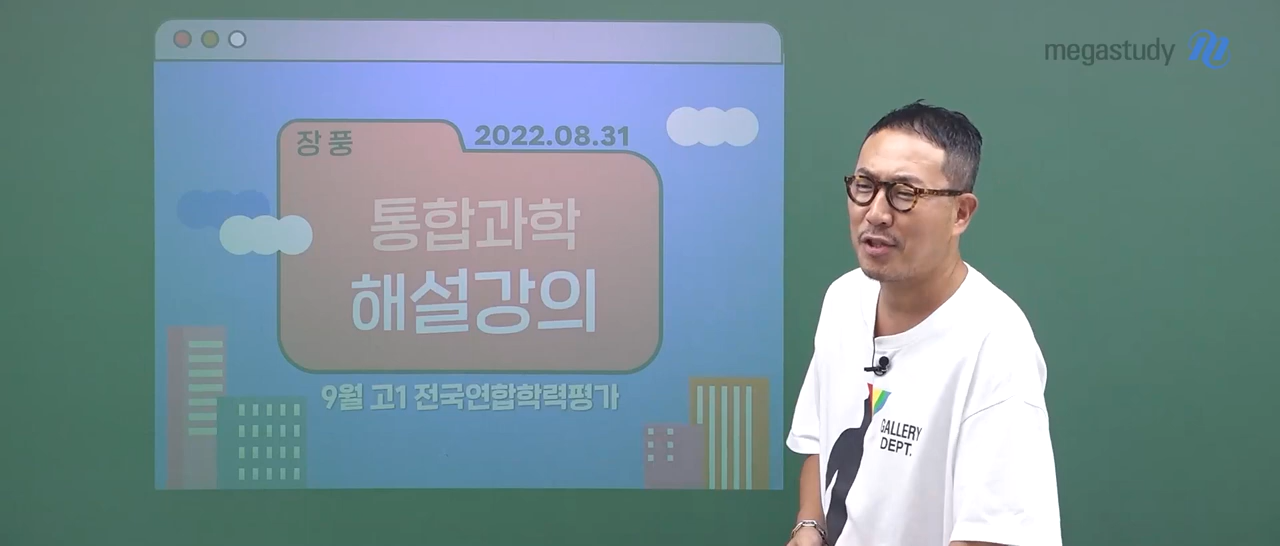 megastudy
장 풍
2022.08.31
통합과학
해설강의
9월 고1 전국연합학력평가
GALLERY
DEPT.